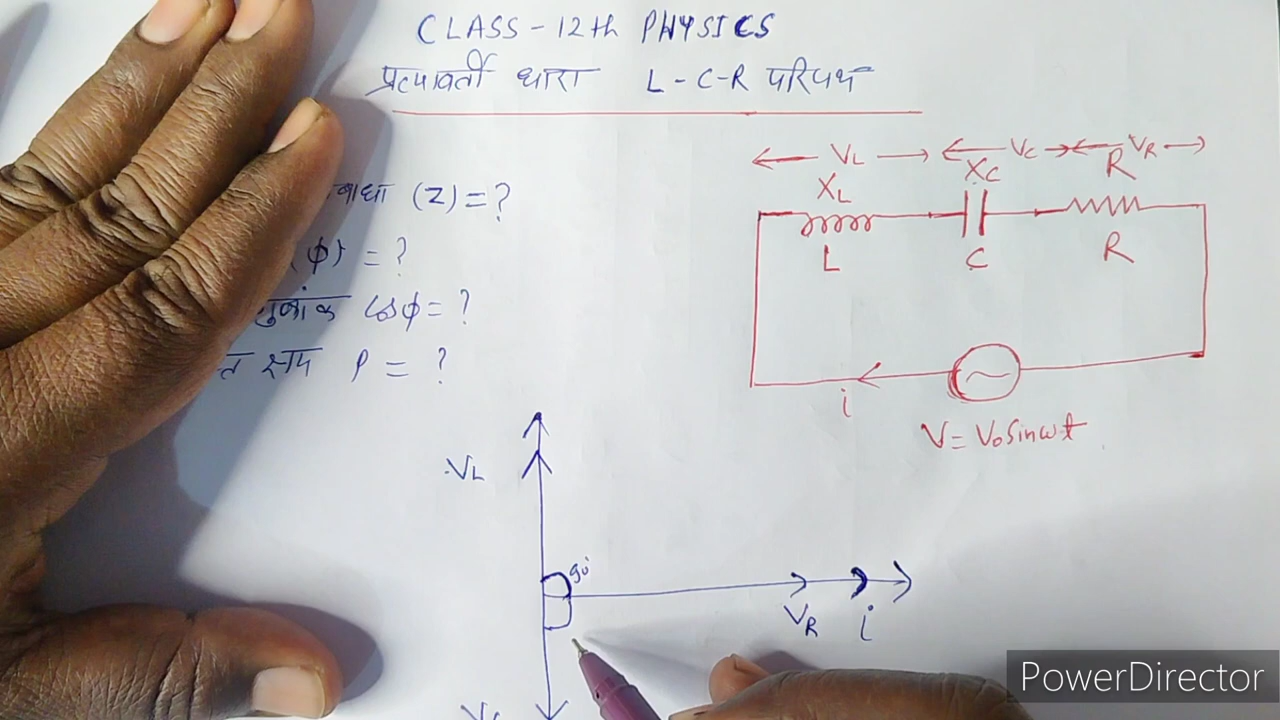 CLASS - 12th PHYSICS
प्रत्यावर्ती धारा L - C - R परिपथ
VL VC VR
XL XC R
L C R
i
V = V₀ sinωt
बाधा (Z) = ?
(φ) = ?
गुणांक cosφ = ?
त क्षय P = ?
VL
90°
VR i
PowerDirector